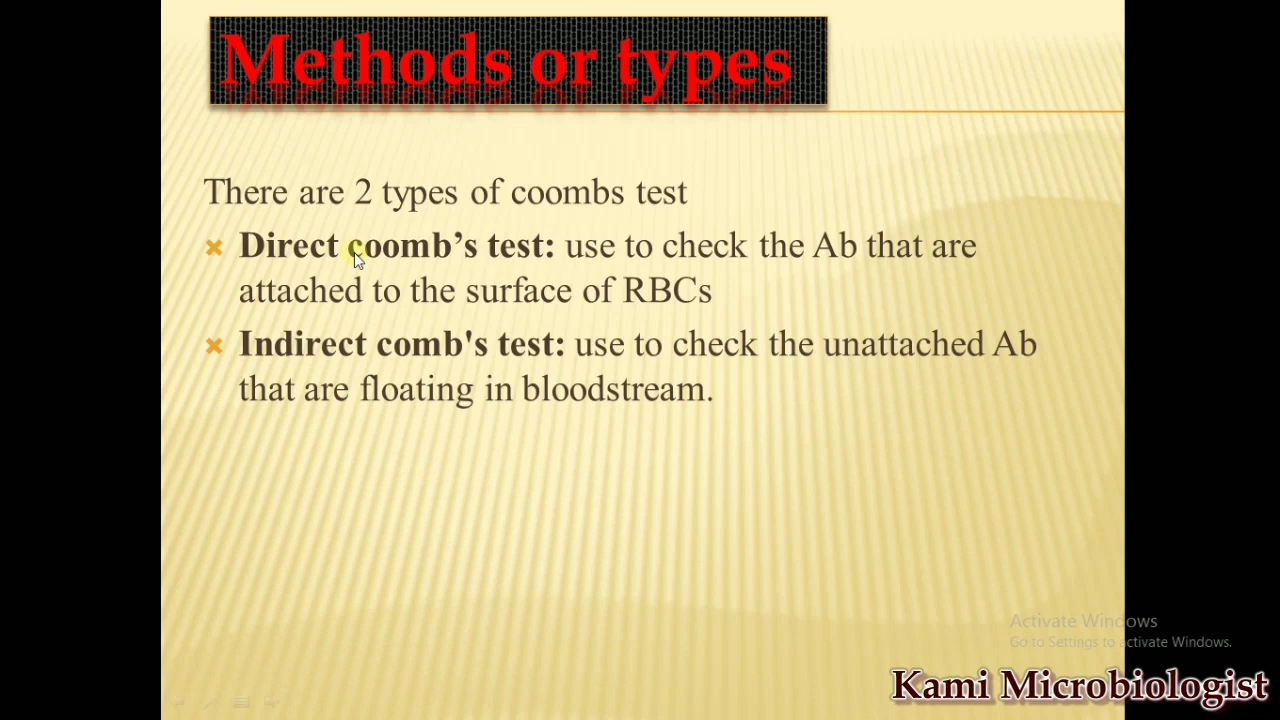 Methods or types
There are 2 types of coombs test
Direct coomb’s test: use to check the Ab that are
attached to the surface of RBCs
Indirect comb's test: use to check the unattached Ab
that are floating in bloodstream.
Activate Windows
Go to Settings to activate Windows.
Kami Microbiologist